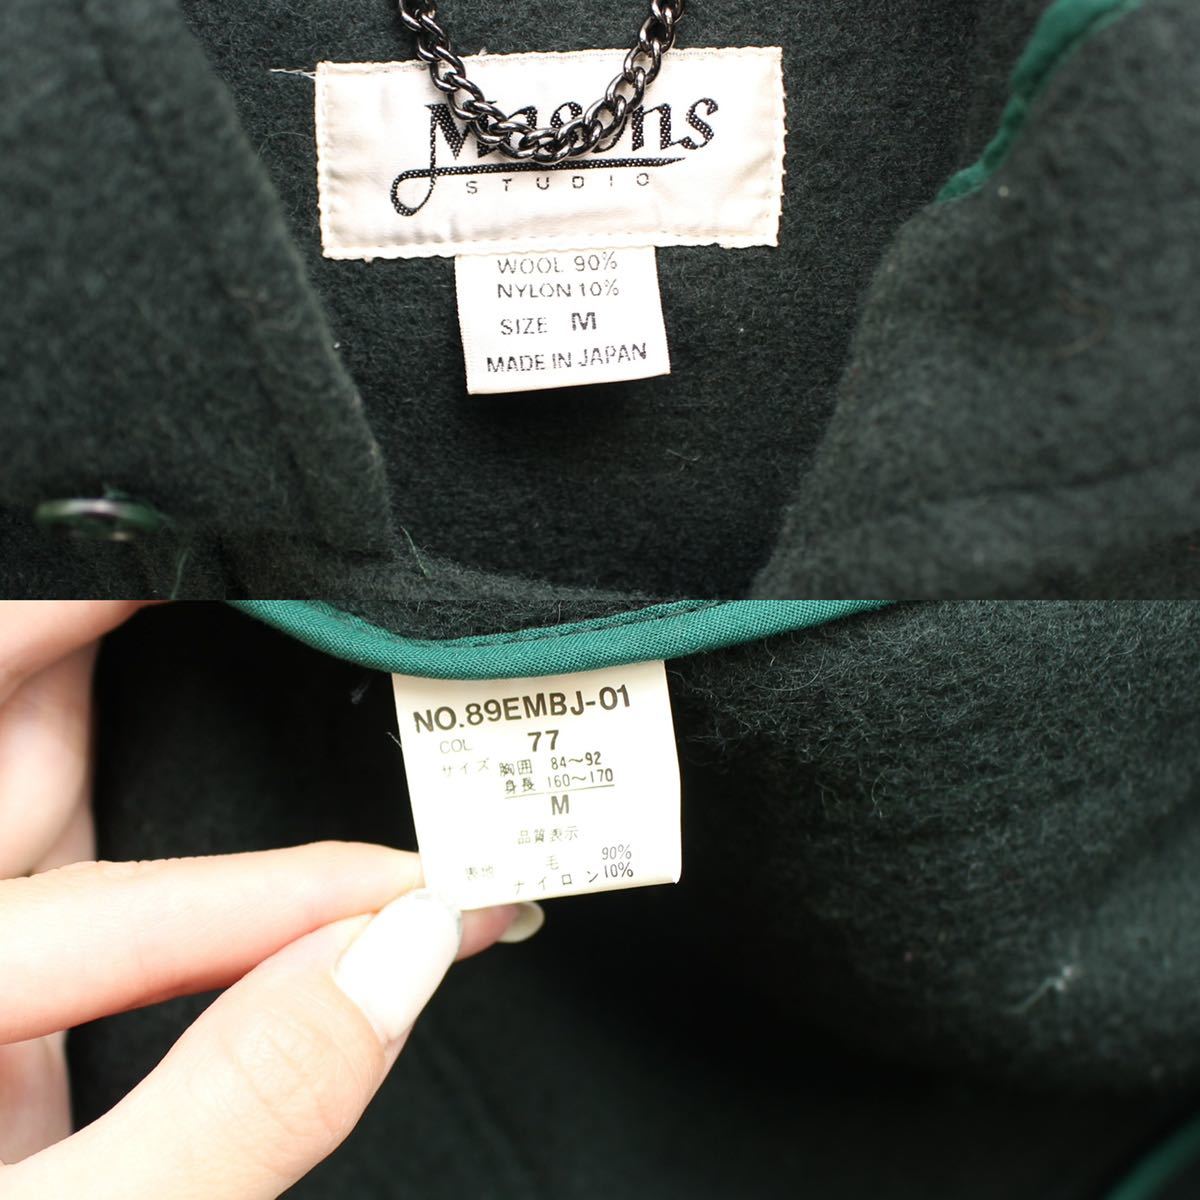 Masons
STUDIO
WOOL 90%
NYLON 10%
SIZE M
MADE IN JAPAN
NO.89EMBJ-01
COL 77
サイズ 胸囲 84～92
身長 160～170
M
品質表示
表地 毛 90%
ナイロン 10%